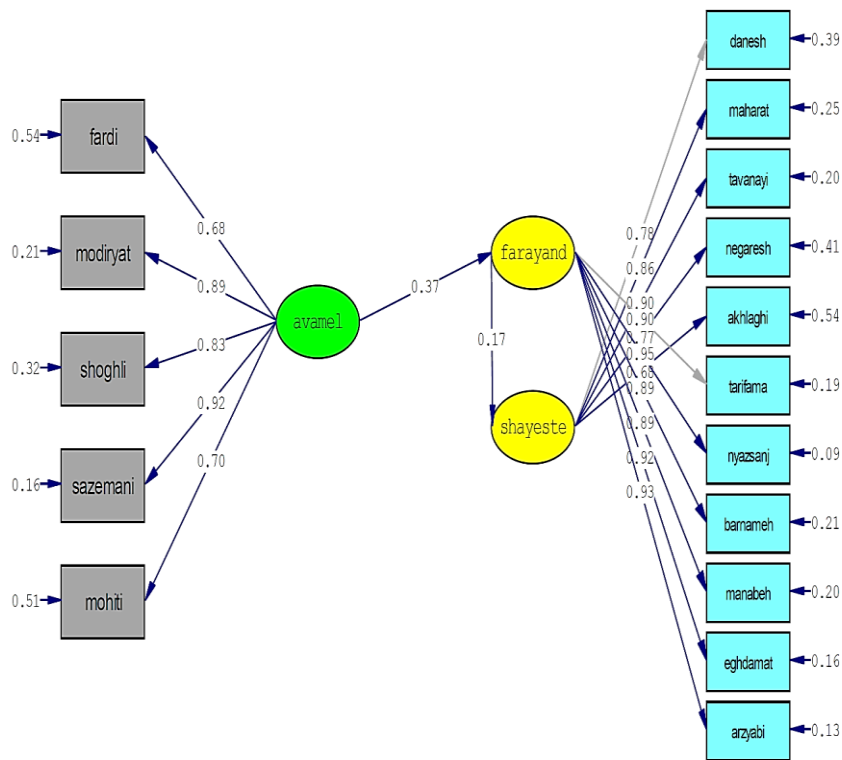 0.54
fardi
0.21
modiryat
0.32
shoghli
0.16
sazemani
0.51
mohiti
0.68
0.89
0.83
0.92
0.70
avamel
0.37
farayand
0.17
shayeste
0.78
0.86
0.90
0.90
0.77
0.95
0.68
0.89
0.89
0.92
0.93
danesh
0.39
maharat
0.25
tavanayi
0.20
negaresh
0.41
akhlaghi
0.54
tarifama
0.19
nyazsanj
0.09
barnameh
0.21
manabeh
0.20
eghdamat
0.16
arzyabi
0.13